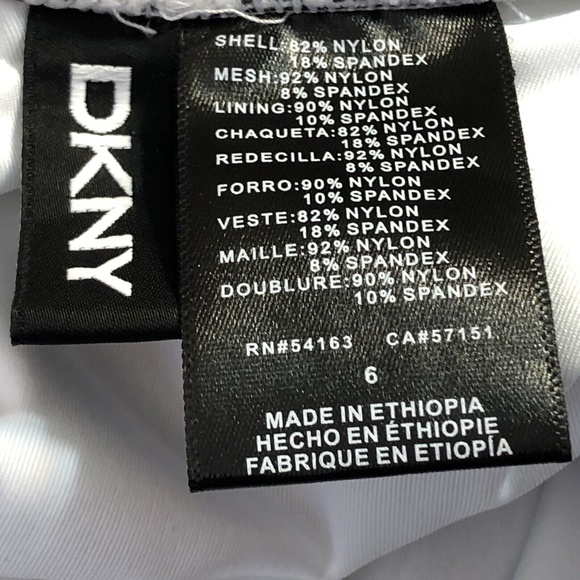 DKNY
SHELL:82% NYLON
18% SPANDEX
MESH:92% NYLON
8% SPANDEX
LINING:90% NYLON
10% SPANDEX
CHAQUETA:82% NYLON
18% SPANDEX
REDECILLA:92% NYLON
8% SPANDEX
FORRO:90% NYLON
10% SPANDEX
VESTE:82% NYLON
18% SPANDEX
MAILLE:92% NYLON
8% SPANDEX
DOUBLURE:90% NYLON
10% SPANDEX
RN#54163 CA#57151
6
MADE IN ETHIOPIA
HECHO EN ÉTHIOPIE
FABRIQUE EN ETIOPÍA